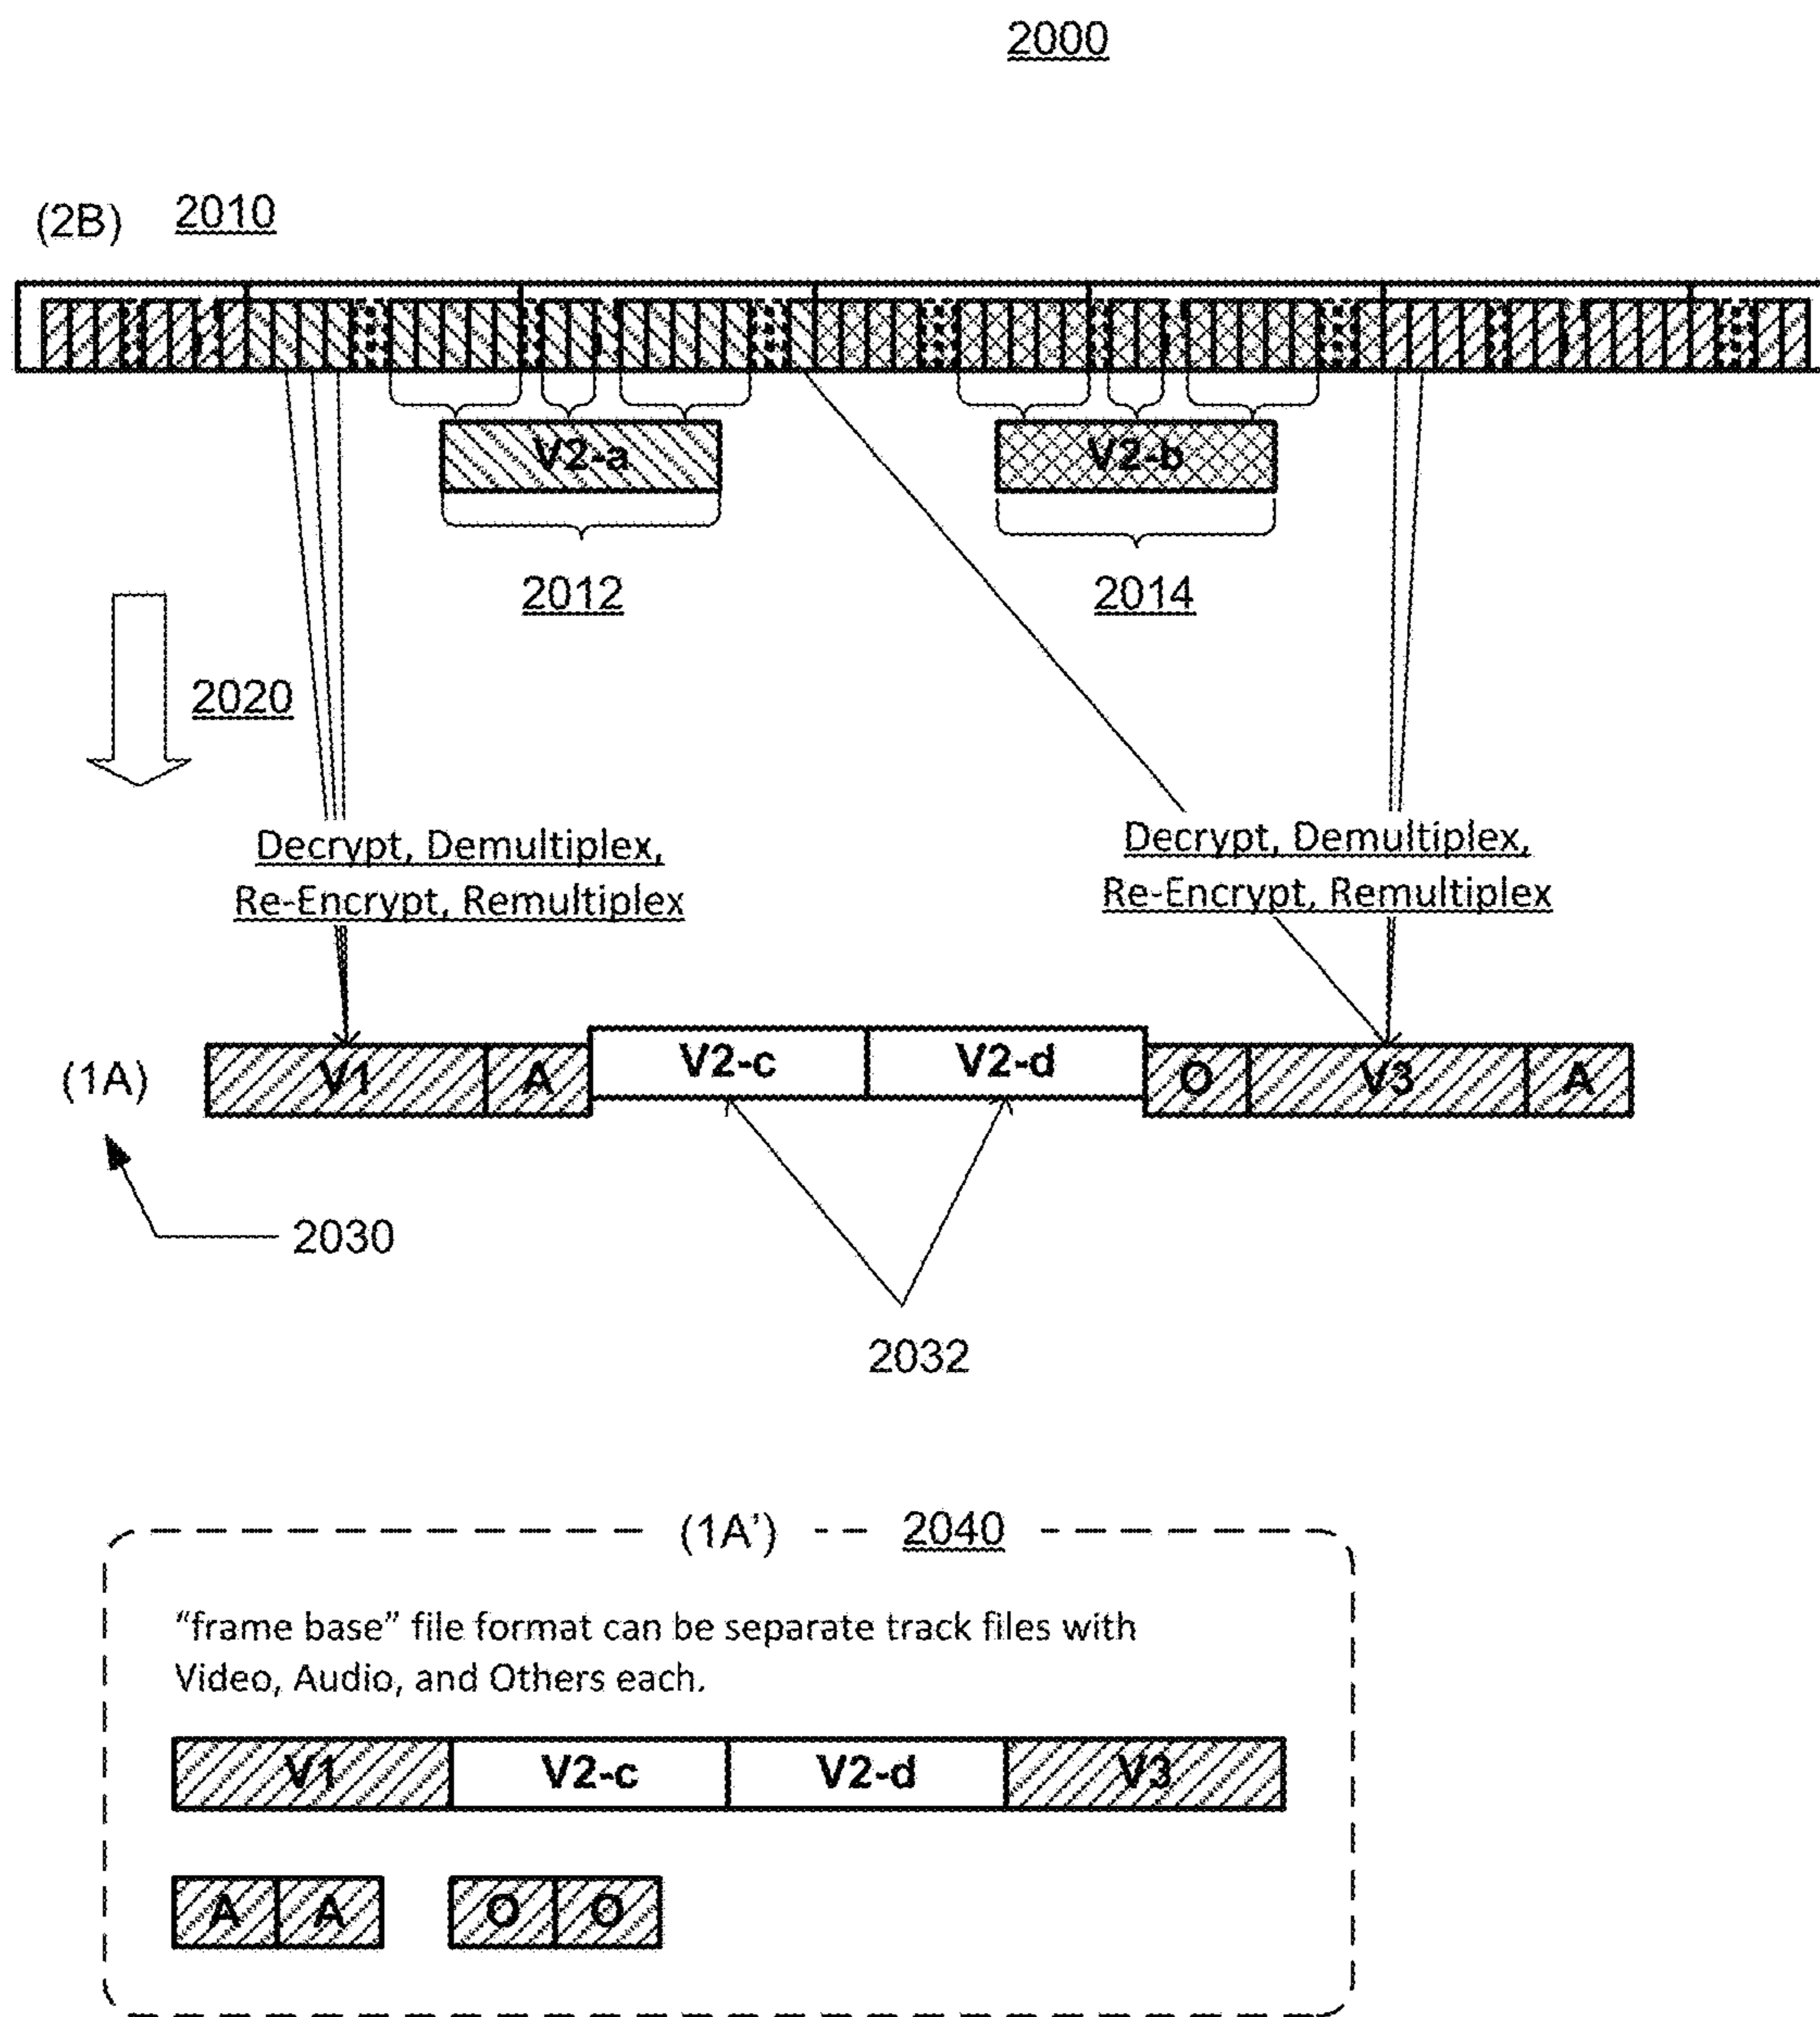 2000
(2B) 2010
V2-a V2-b
2012 2014
2020
Decrypt, Demultiplex,
Re-Encrypt, Remultiplex
Decrypt, Demultiplex,
Re-Encrypt, Remultiplex
(1A) V1 A V2-c V2-d O V3 A
2030
2032
(1A') 2040
“frame base” file format can be separate track files with
Video, Audio, and Others each.
V1 V2-c V2-d V3
A A O O